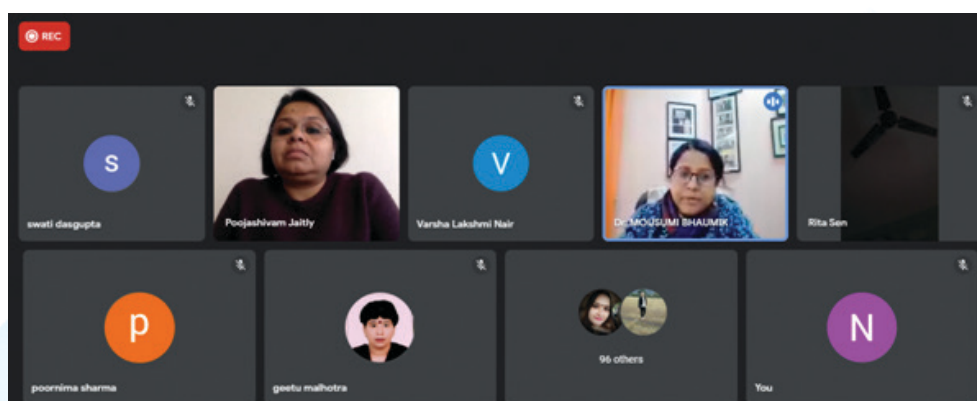 REC
S
swati dasgupta
Poojashivam Jaitly
V
Varsha Lakshmi Nair
Dr. MOUSUMI BHAUMIK
Rita Sen
p
poornima sharma
geetu malhotra
96 others
N
You